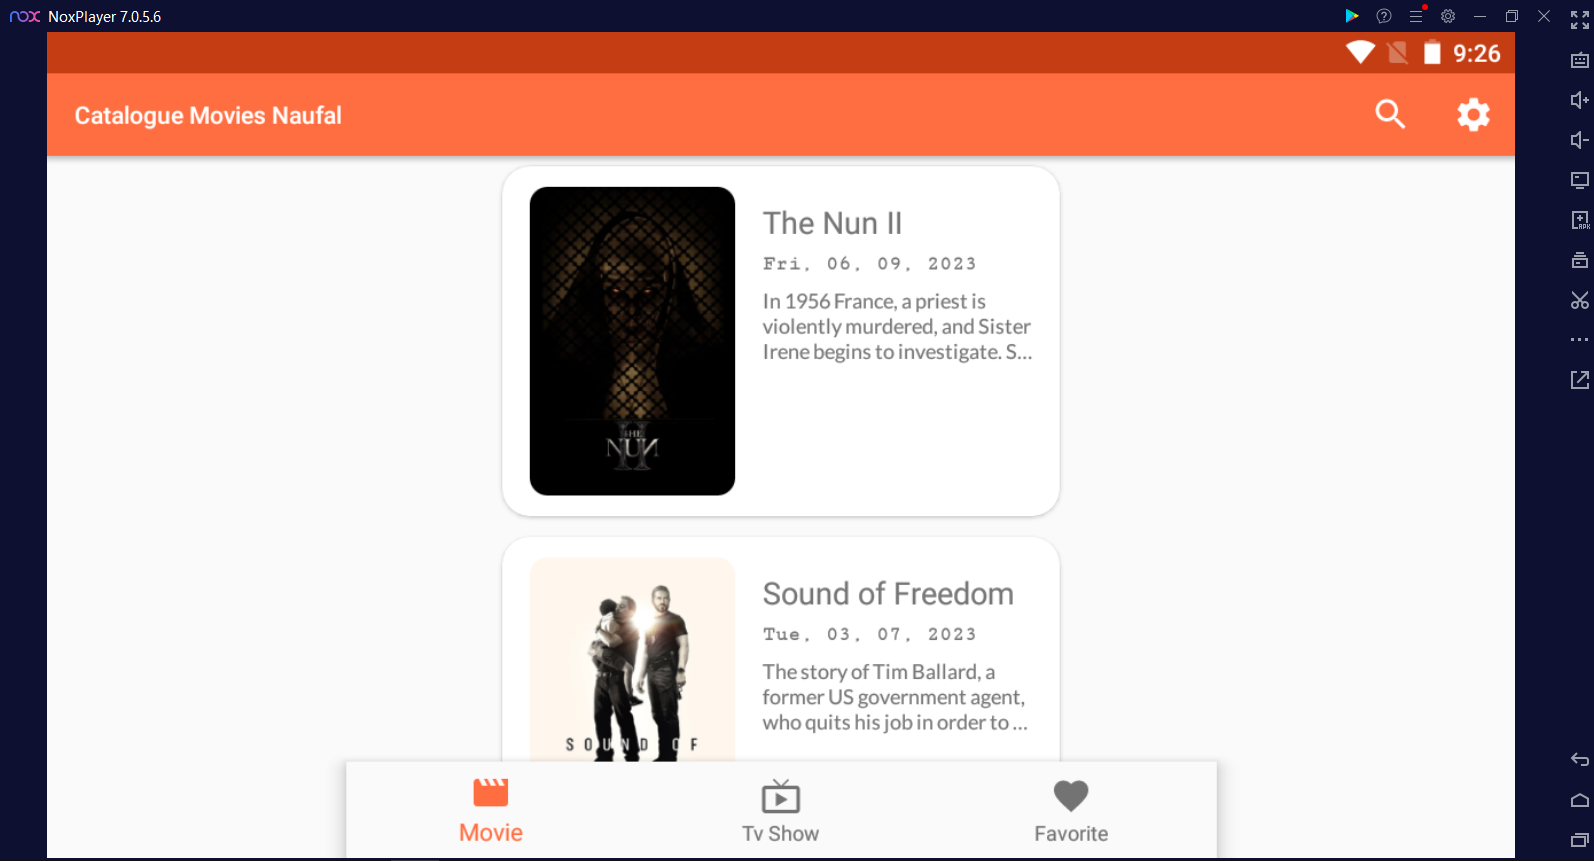 nox NoxPlayer 7.0.5.6
9:26
Catalogue Movies Naufal
The Nun II
Fri, 06, 09, 2023
In 1956 France, a priest is
violently murdered, and Sister
Irene begins to investigate. S...
THE
NUN
II
Sound of Freedom
Tue, 03, 07, 2023
The story of Tim Ballard, a
former US government agent,
who quits his job in order to ...
SOUND OF
Movie
Tv Show
Favorite
APK